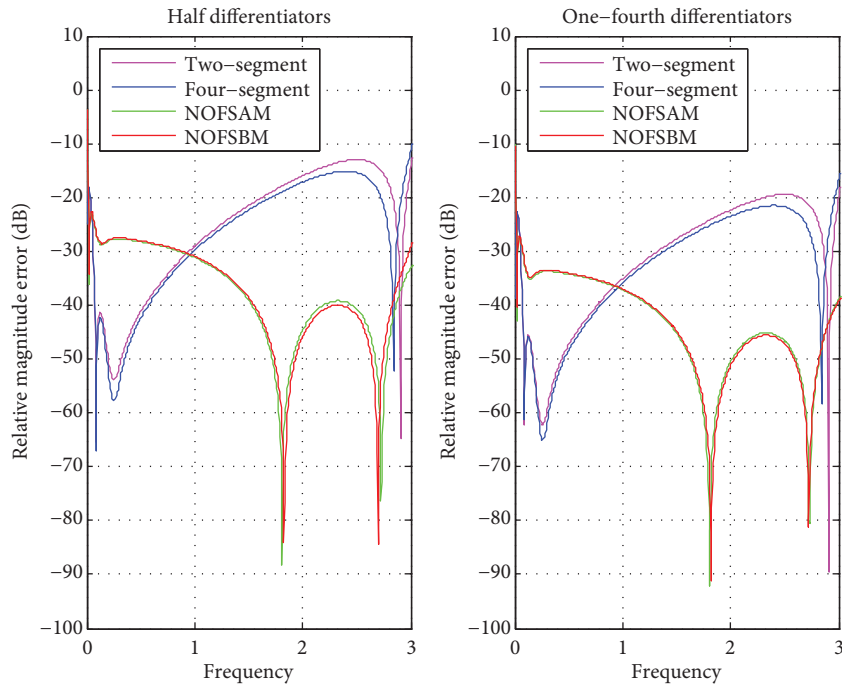 Half differentiators
10
0
−10
−20
−30
−40
−50
−60
−70
−80
−90
−100
Relative magnitude error (dB)
Two−segment
Four−segment
NOFSAM
NOFSBM
0
1
2
3
Frequency
One−fourth differentiators
10
0
−10
−20
−30
−40
−50
−60
−70
−80
−90
−100
Relative magnitude error (dB)
Two−segment
Four−segment
NOFSAM
NOFSBM
0
1
2
3
Frequency